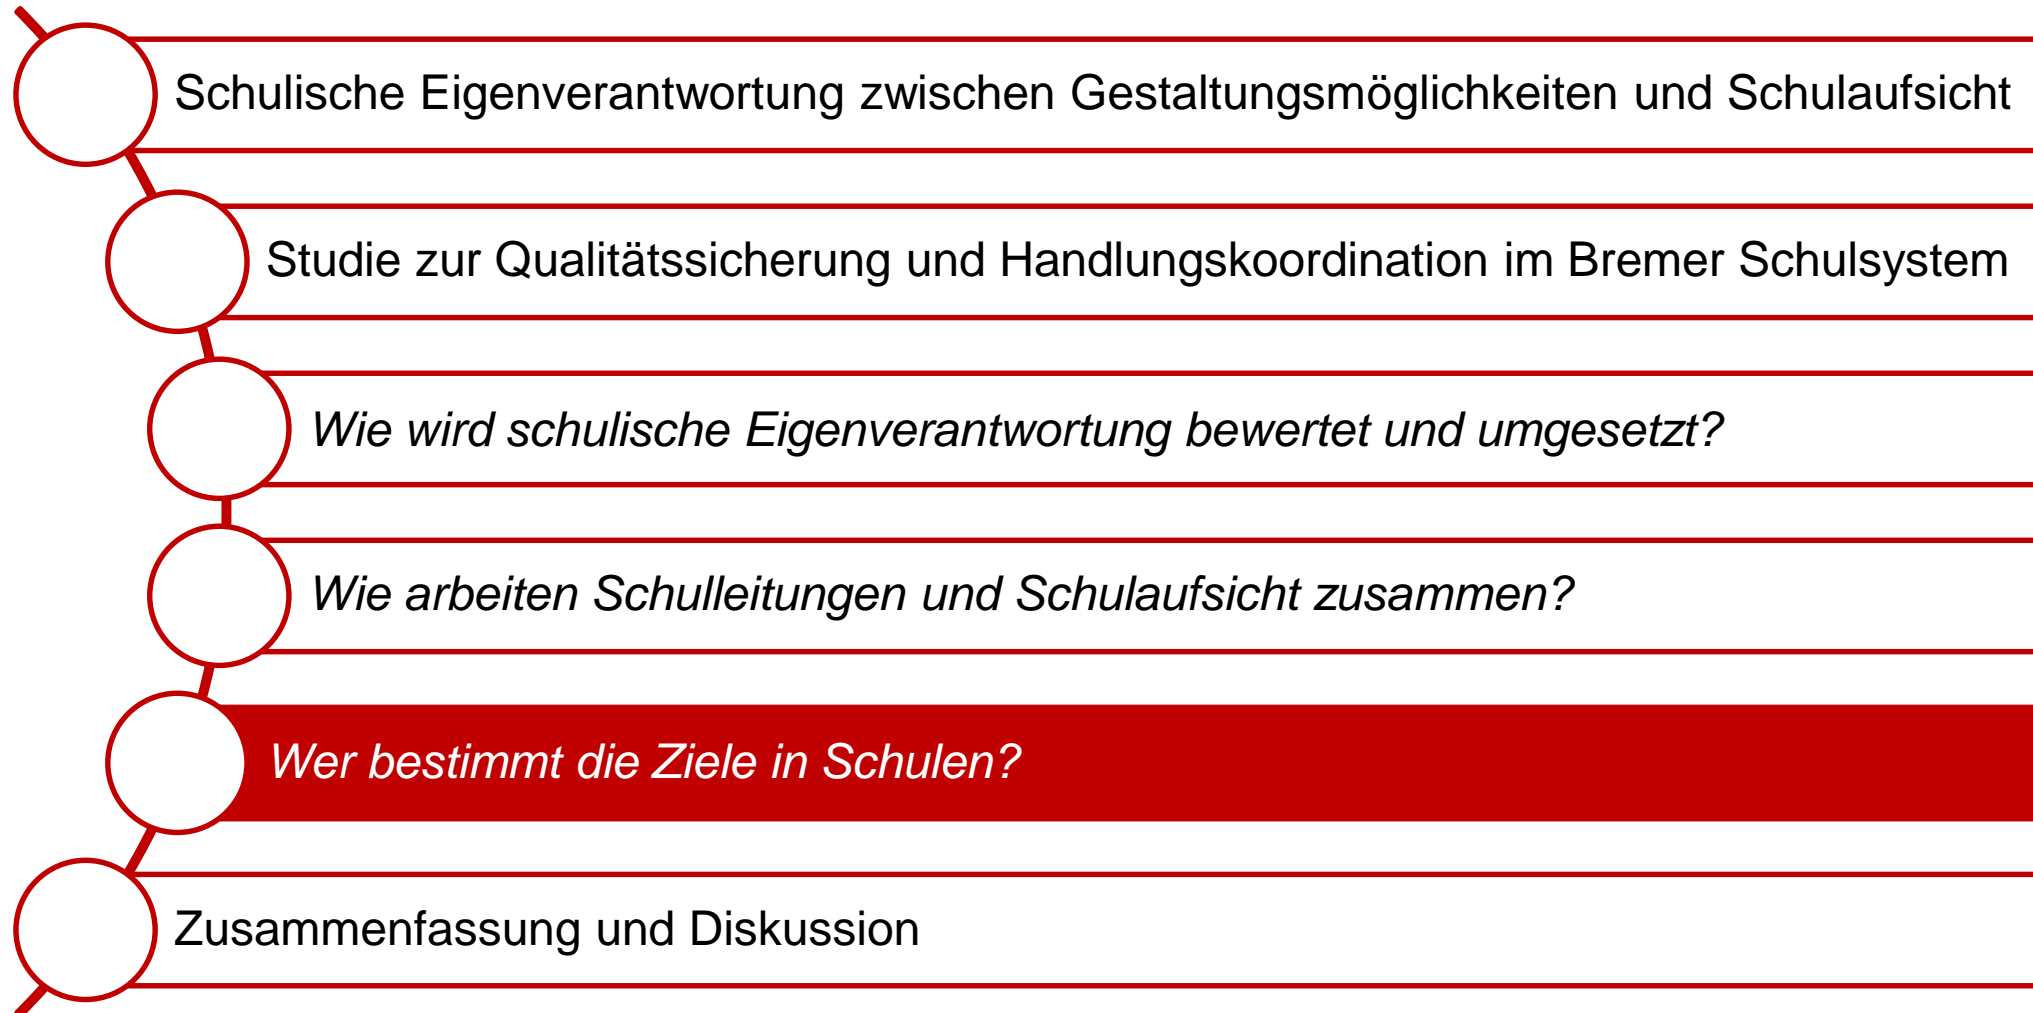 Schulische Eigenverantwortung zwischen Gestaltungsmöglichkeiten und Schulaufsicht
Studie zur Qualitätssicherung und Handlungskoordination im Bremer Schulsystem
Wie wird schulische Eigenverantwortung bewertet und umgesetzt?
Wie arbeiten Schulleitungen und Schulaufsicht zusammen?
Wer bestimmt die Ziele in Schulen?
Zusammenfassung und Diskussion